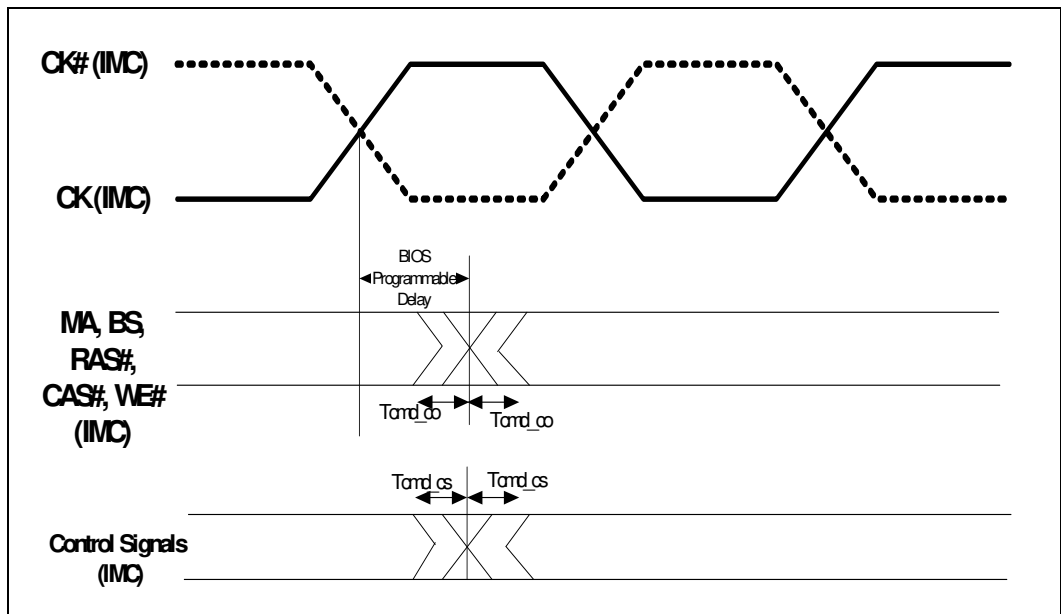 CK# (IMC)
CK (IMC)
BIOS
Programmable
Delay
MA, BS,
RAS#,
CAS#, WE#
(IMC)
Tcmd_co
Tcmd_co
Tcmd_cs
Tcmd_cs
Control Signals
(IMC)